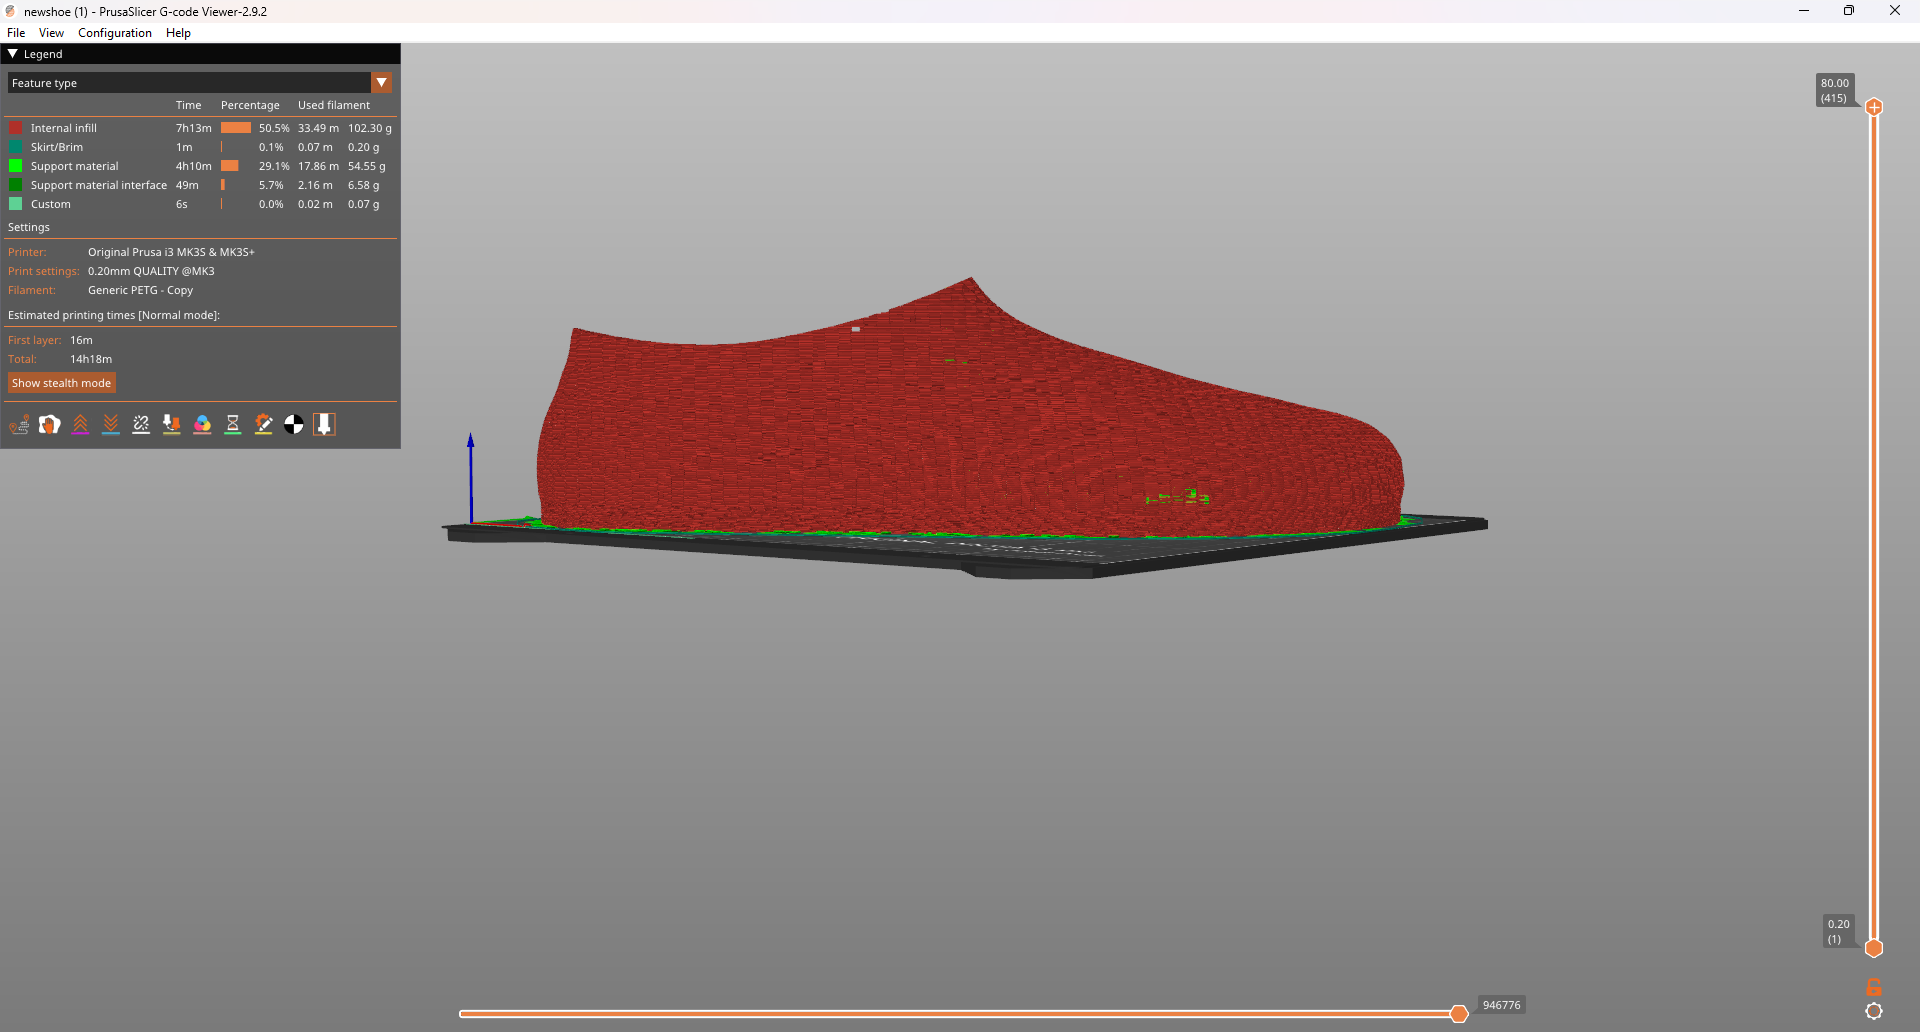 newshoe (1) - PrusaSlicer G-code Viewer-2.9.2
File View Configuration Help
Legend
Feature type
Time Percentage Used filament
Internal infill 7h13m 50.5% 33.49 m 102.30 g
Skirt/Brim 1m 0.1% 0.07 m 0.20 g
Support material 4h10m 29.1% 17.86 m 54.55 g
Support material interface 49m 5.7% 2.16 m 6.58 g
Custom 6s 0.0% 0.02 m 0.07 g
Settings
Printer: Original Prusa i3 MK3S & MK3S+
Print settings: 0.20mm QUALITY @MK3
Filament: Generic PETG - Copy
Estimated printing times [Normal mode]:
First layer: 16m
Total: 14h18m
Show stealth mode
80.00
(415)
0.20
(1)
946776